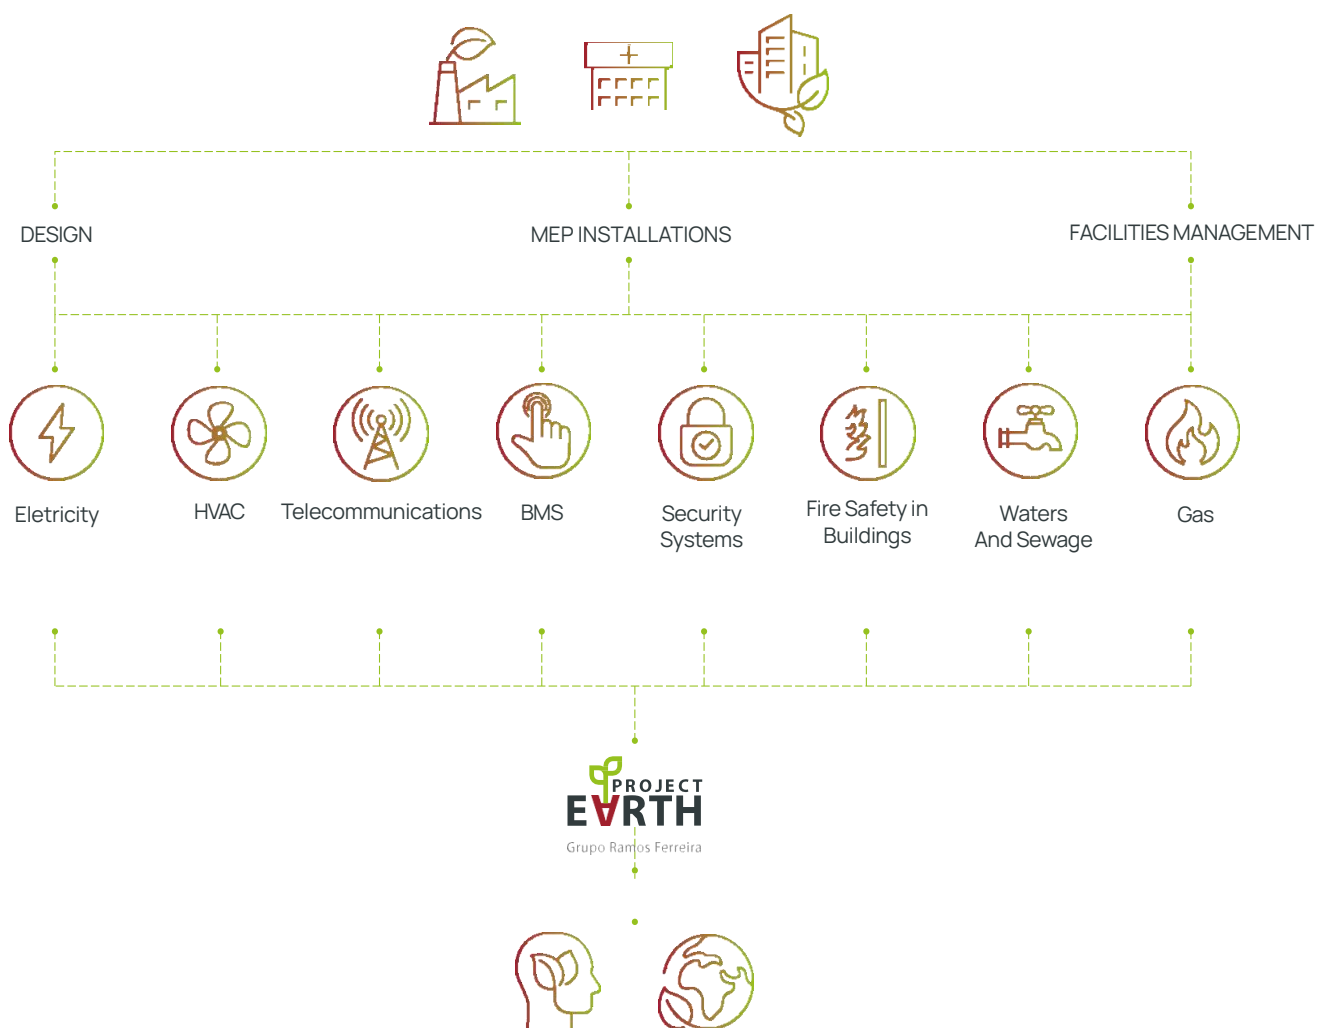 DESIGN
MEP INSTALLATIONS
FACILITIES MANAGEMENT
Eletricity
HVAC
Telecommunications
BMS
Security
Systems
Fire Safety in
Buildings
Waters
And Sewage
Gas
PROJECT
EARTH
Grupo Ramos Ferreira